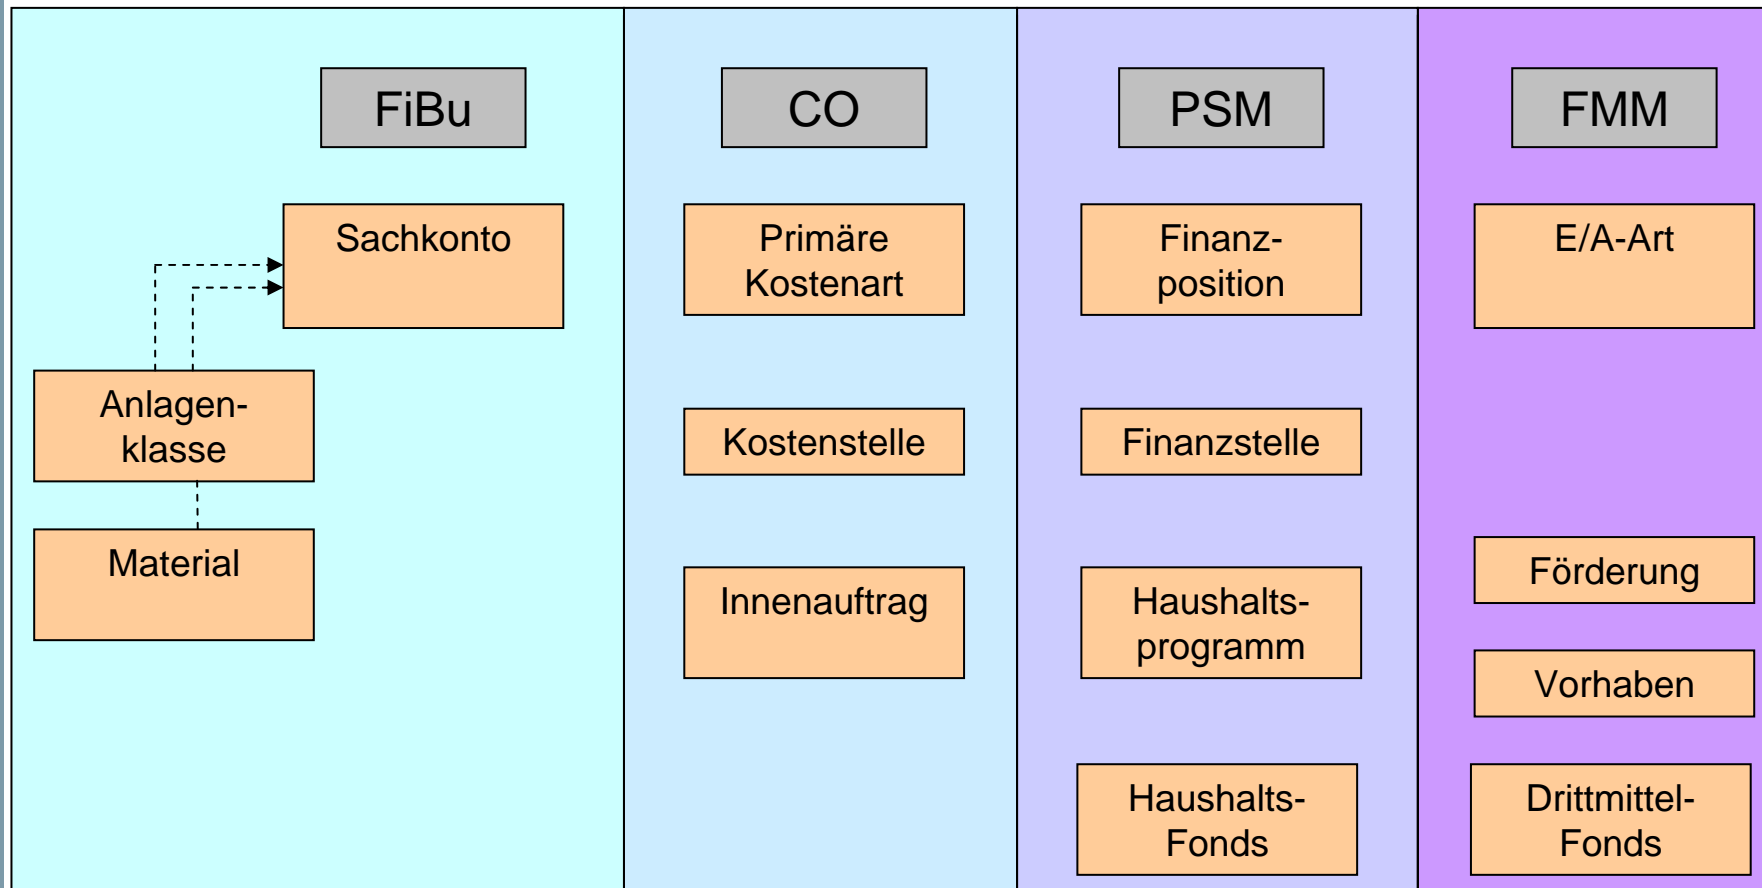 FiBu
CO
PSM
FMM
Sachkonto
Primäre
Kostenart
Finanz-
position
E/A-Art
Anlagen-
klasse
Kostenstelle
Finanzstelle
Material
Innenauftrag
Haushalts-
programm
Förderung
Vorhaben
Haushalts-
Fonds
Drittmittel-
Fonds